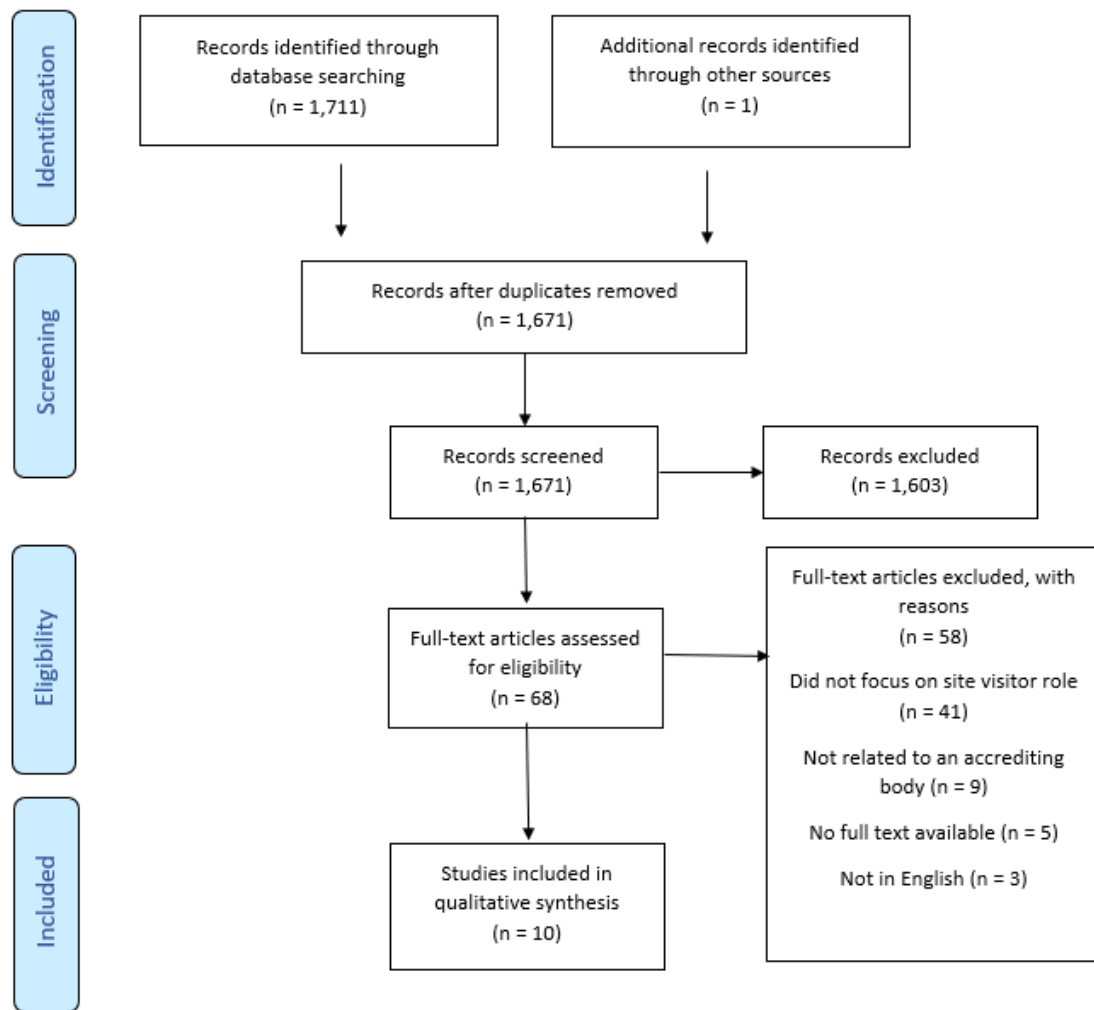 Identification
Records identified through
database searching
(n = 1,711)
Additional records identified
through other sources
(n = 1)
Screening
Records after duplicates removed
(n = 1,671)
Records screened
(n = 1,671)
Records excluded
(n = 1,603)
Eligibility
Full-text articles assessed
for eligibility
(n = 68)
Full-text articles excluded, with
reasons
(n = 58)
Did not focus on site visitor role
(n = 41)
Not related to an accrediting
body (n = 9)
No full text available (n = 5)
Not in English (n = 3)
Included
Studies included in
qualitative synthesis
(n = 10)